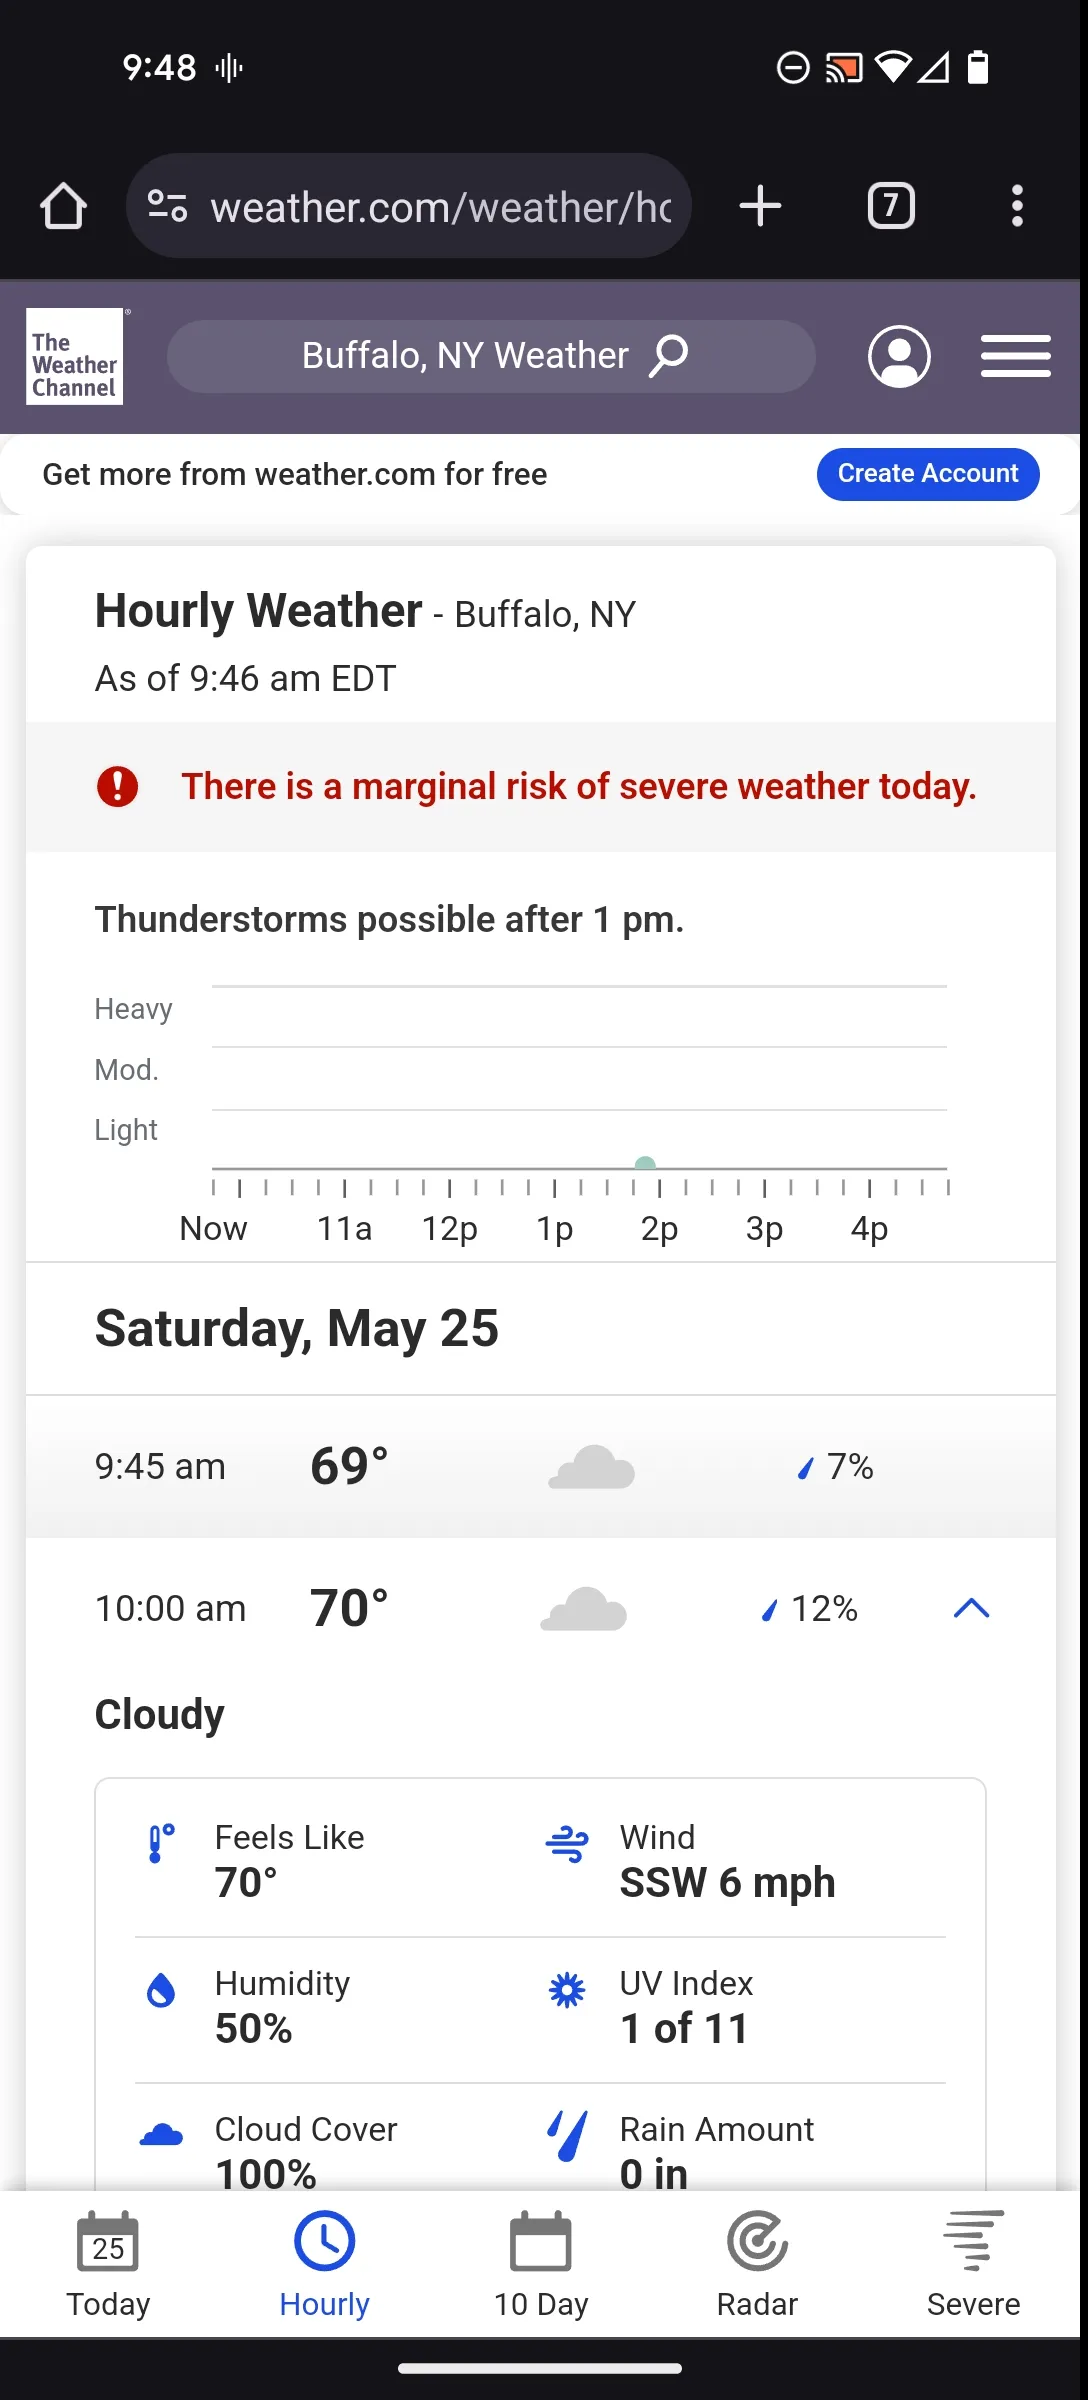 9:48
weather.com/weather/ho
7
The
Weather
Channel
®
Buffalo, NY Weather
Get more from weather.com for free
Create Account
Hourly Weather - Buffalo, NY
As of 9:46 am EDT
There is a marginal risk of severe weather today.
Thunderstorms possible after 1 pm.
Heavy
Mod.
Light
Now 11a 12p 1p 2p 3p 4p
Saturday, May 25
9:45 am 69° 7%
10:00 am 70° 12%
Cloudy
Feels Like
70°
Wind
SSW 6 mph
Humidity
50%
UV Index
1 of 11
Cloud Cover
100%
Rain Amount
0 in
25
Today Hourly 10 Day Radar Severe